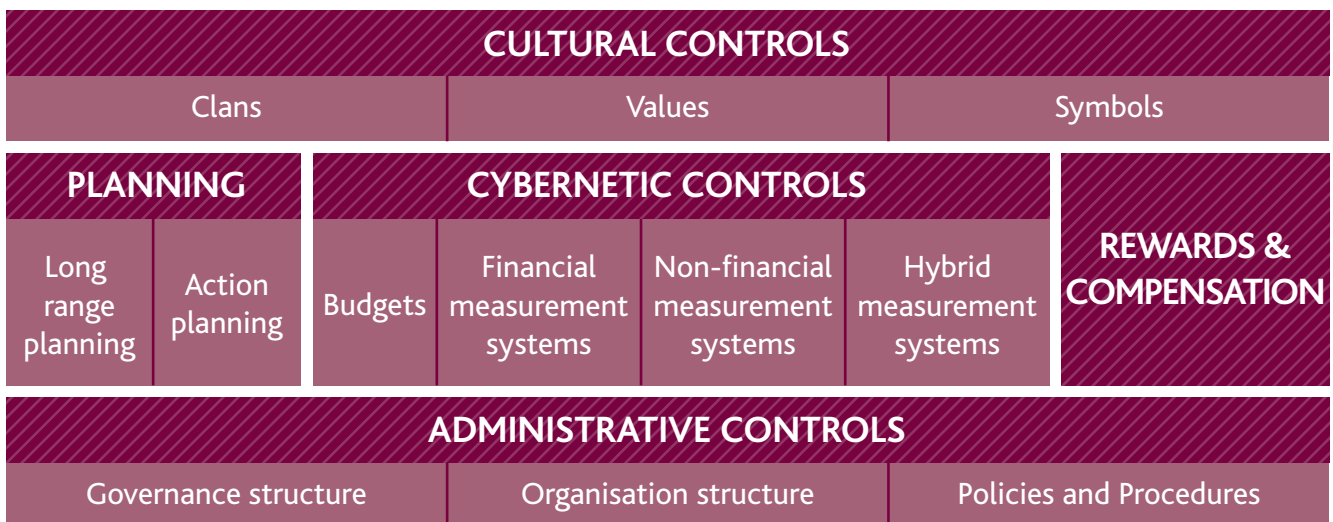 CULTURAL CONTROLS
Clans
Values
Symbols
PLANNING
Long
range
planning
Action
planning
CYBERNETIC CONTROLS
Budgets
Financial
measurement
systems
Non-financial
measurement
systems
Hybrid
measurement
systems
REWARDS &
COMPENSATION
ADMINISTRATIVE CONTROLS
Governance structure
Organisation structure
Policies and Procedures